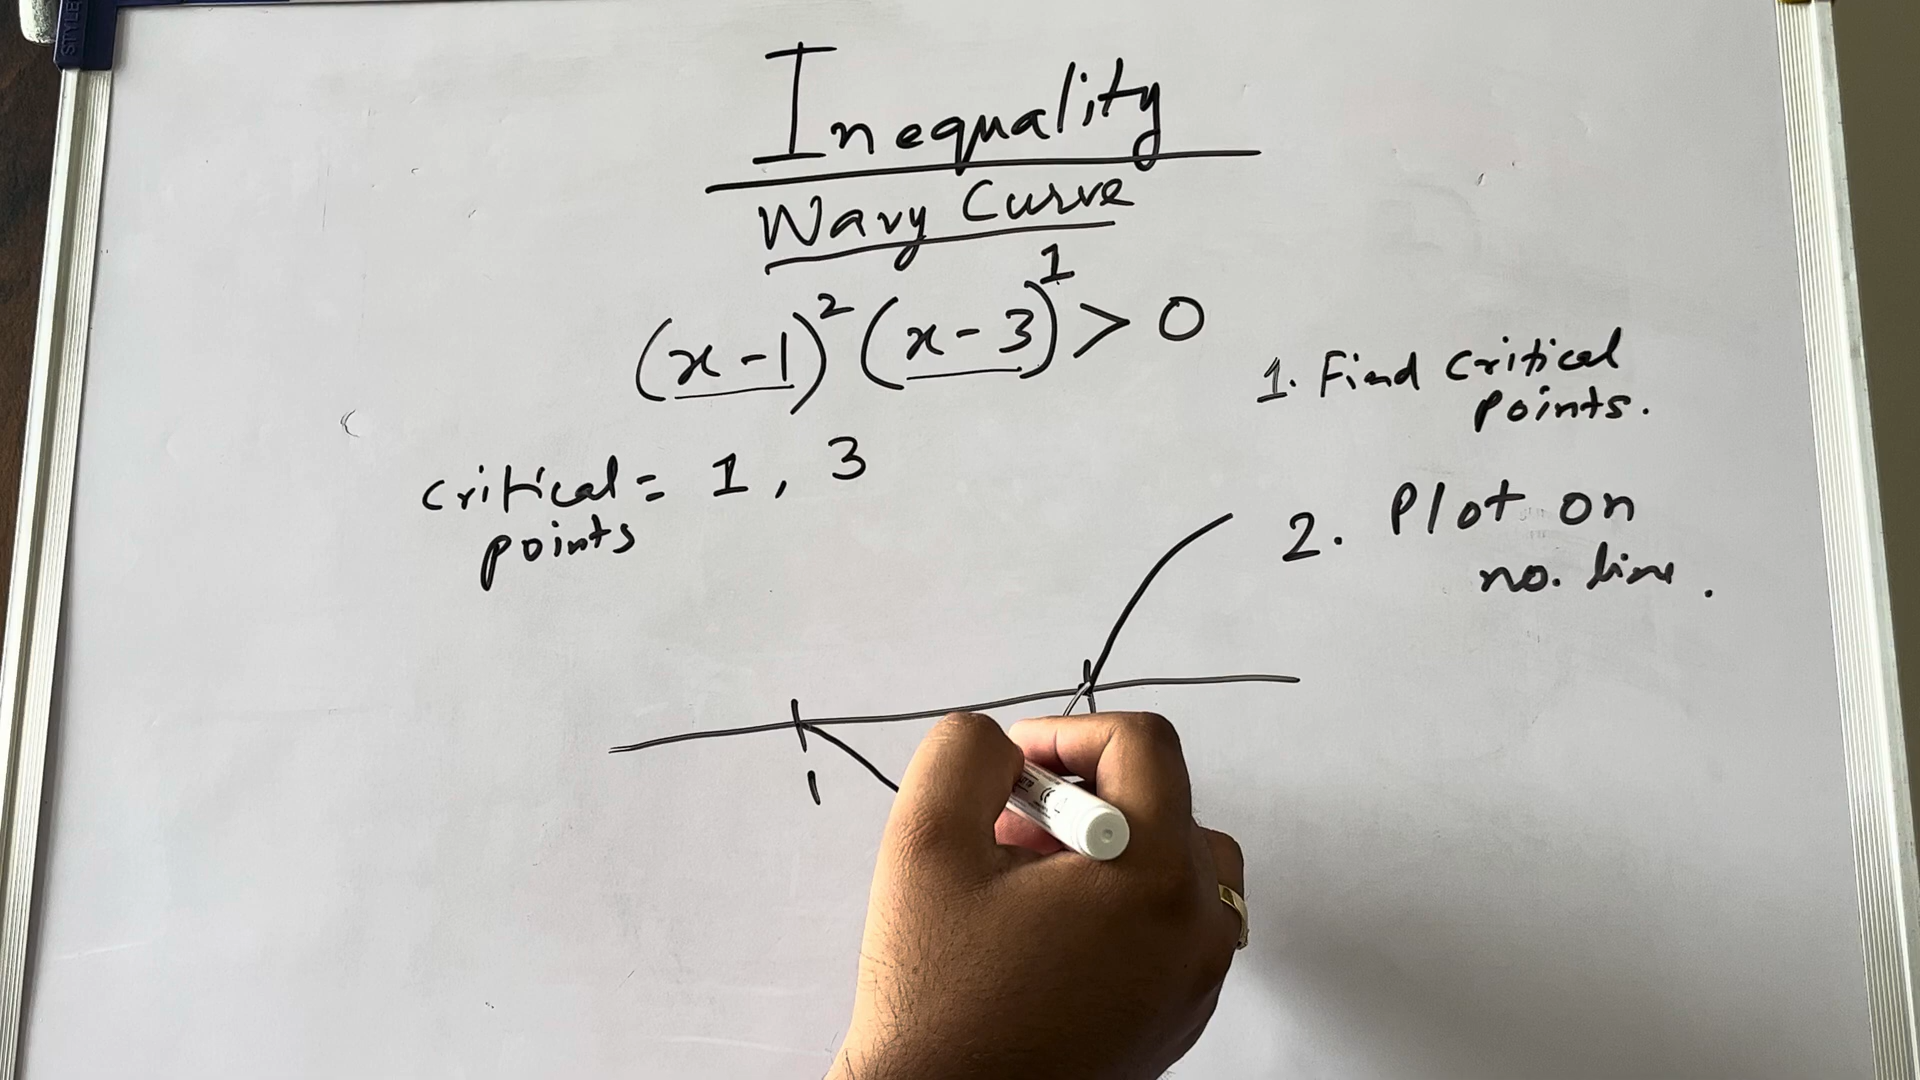 STYLE
Inequality
Wavy Curve
(x-1)² (x-3)¹ > 0
1. Find critical
points.
critical = 1, 3
points
2. Plot on
no. line.
1